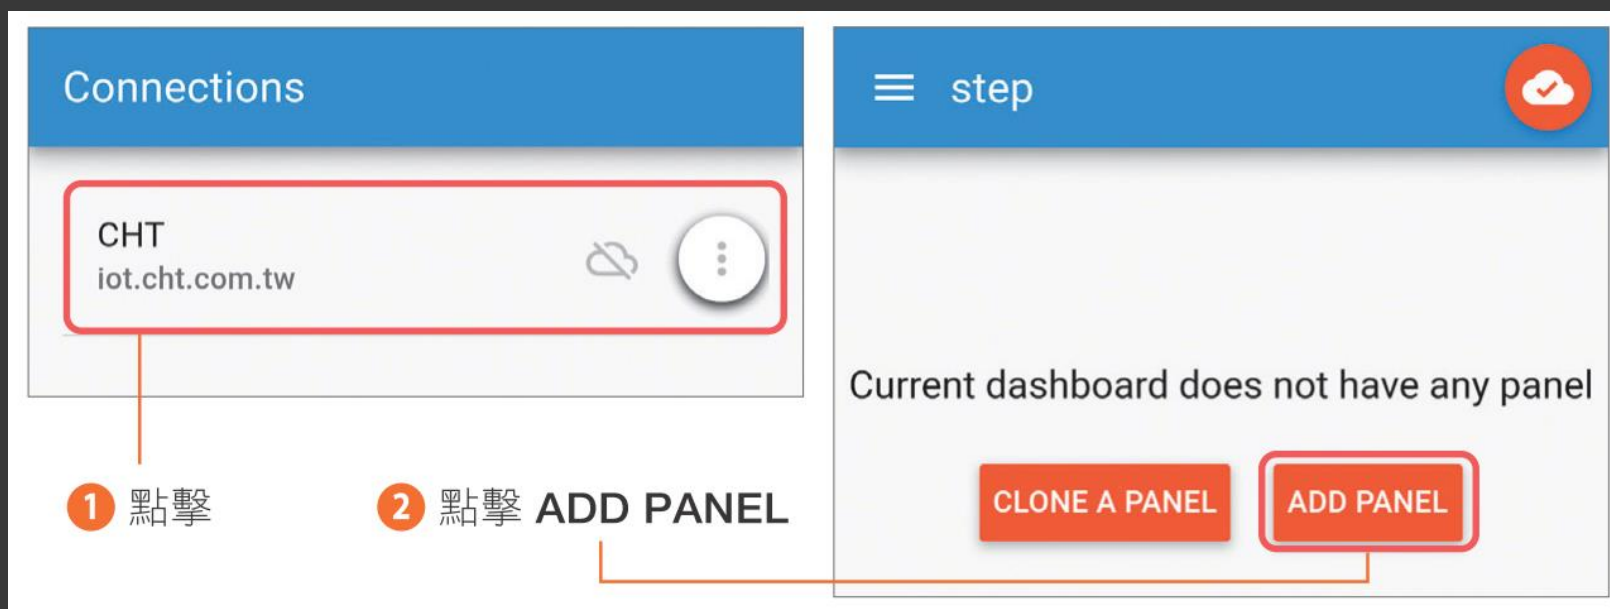 Connections
CHT
iot.cht.com.tw
1 點擊
2 點擊 ADD PANEL
step
Current dashboard does not have any panel
CLONE A PANEL
ADD PANEL